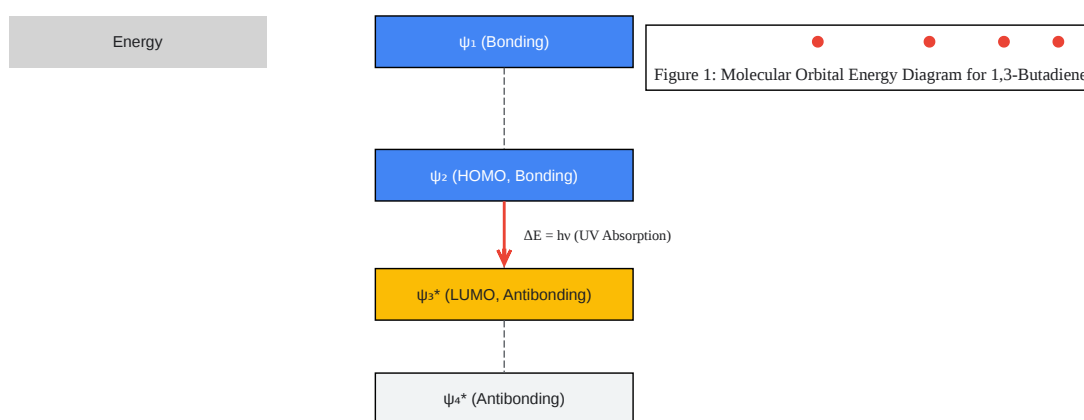 Energy
ψ₁ (Bonding)
Figure 1: Molecular Orbital Energy Diagram for 1,3-Butadiene
ψ₂ (HOMO, Bonding)
ΔE = hν (UV Absorption)
ψ₃* (LUMO, Antibonding)
ψ₄* (Antibonding)